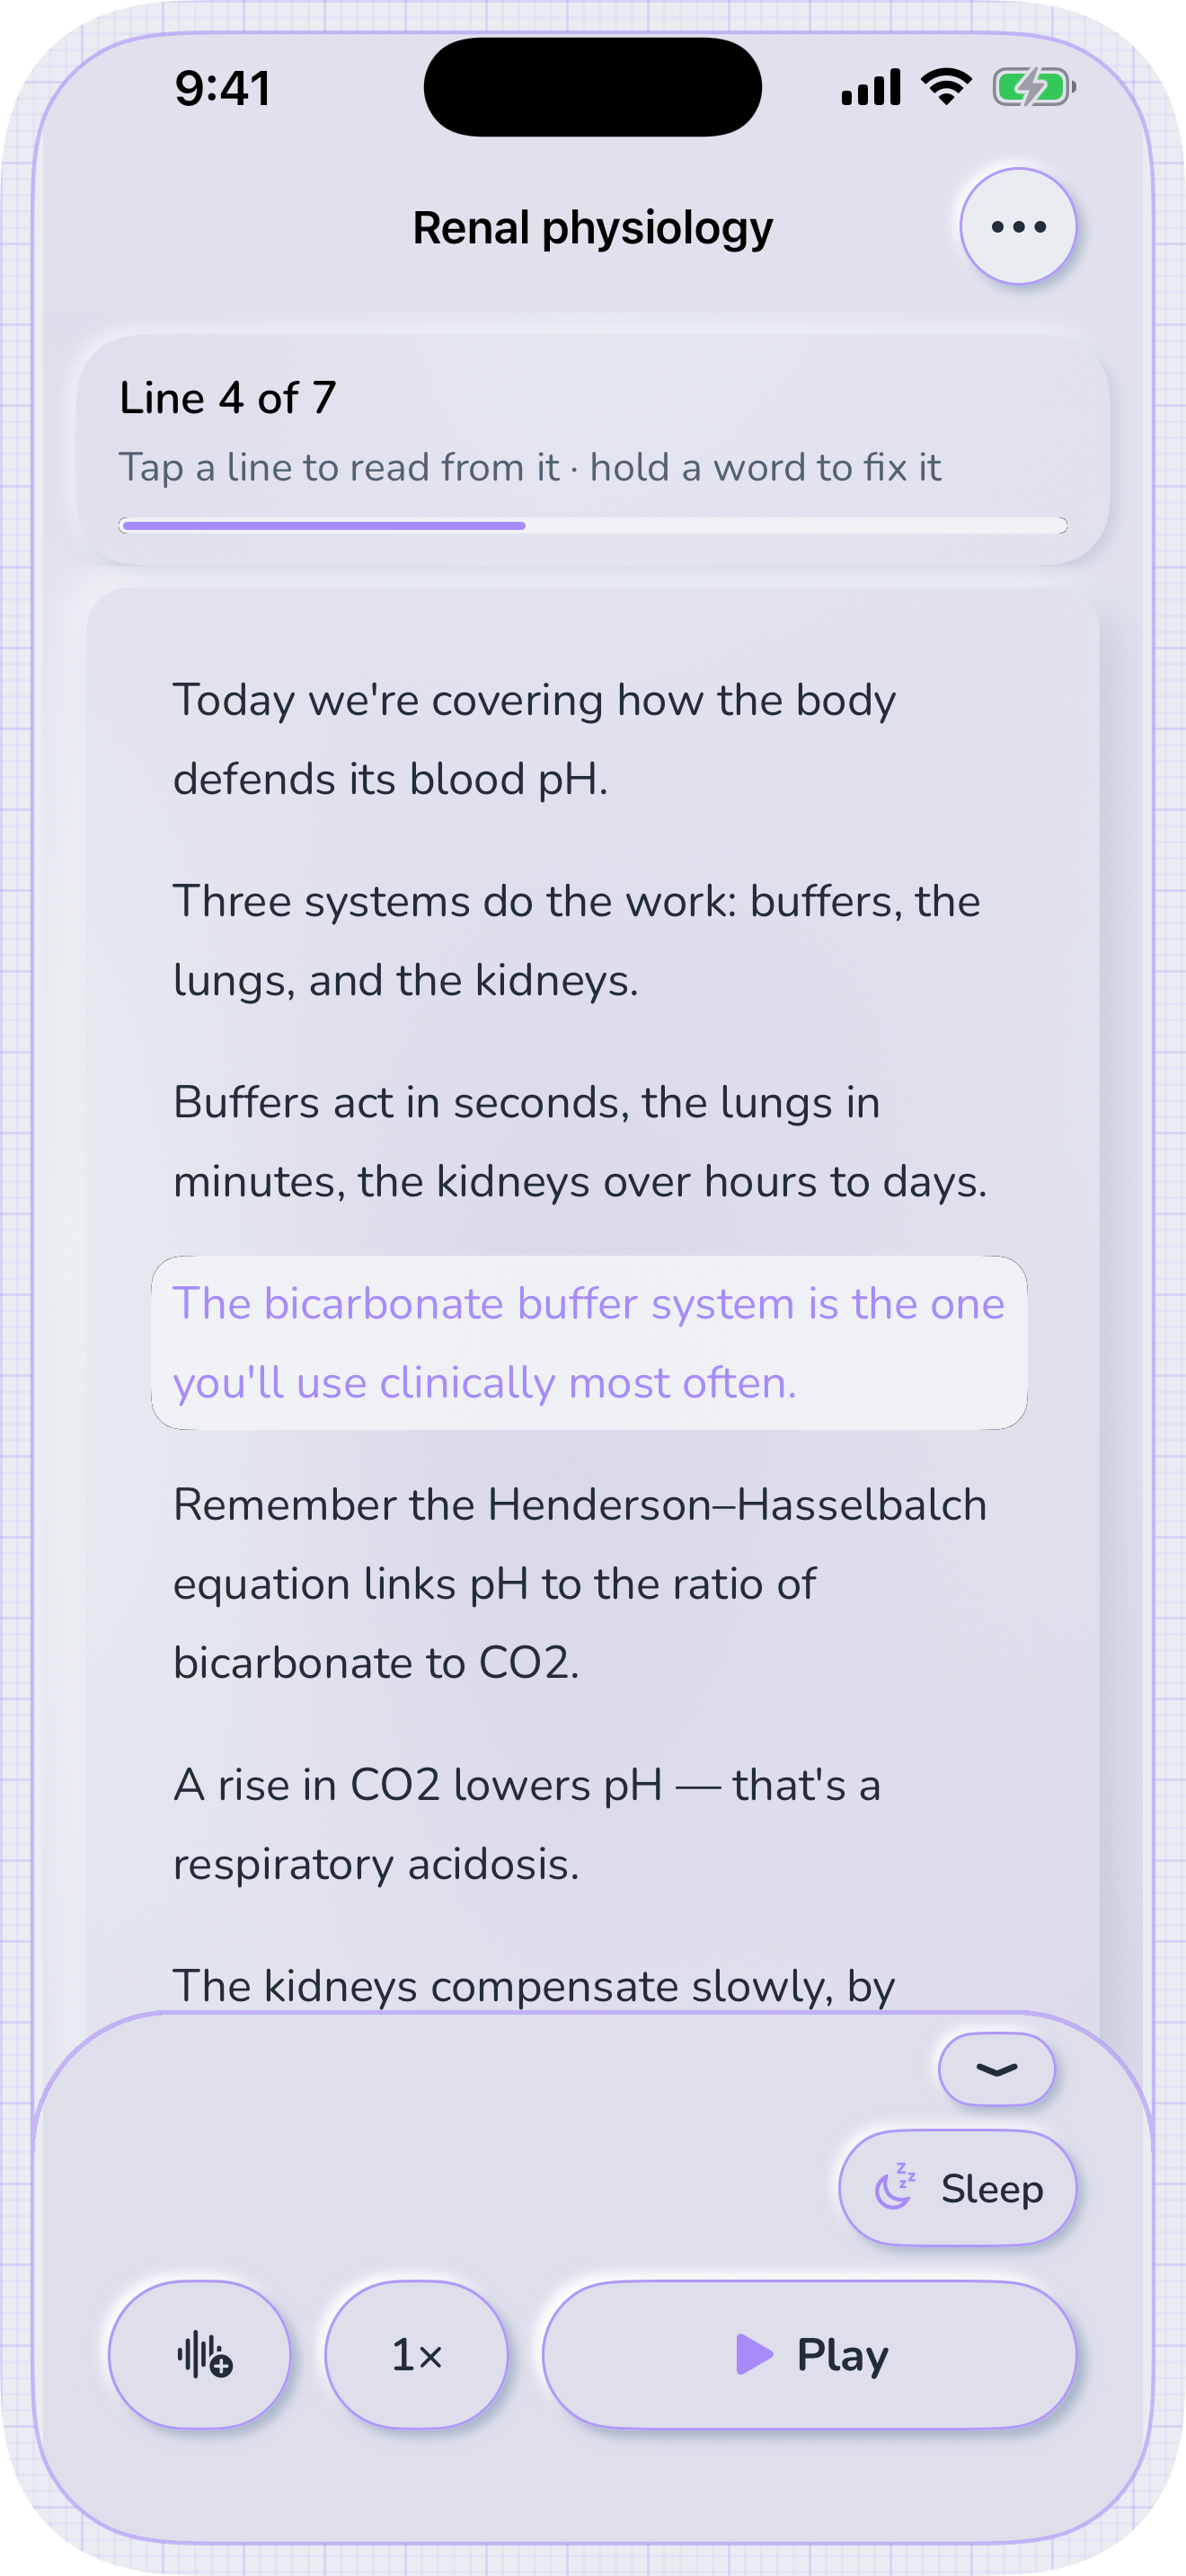 9:41
Renal physiology
Line 4 of 7
Tap a line to read from it · hold a word to fix it
Today we're covering how the body
defends its blood pH.
Three systems do the work: buffers, the
lungs, and the kidneys.
Buffers act in seconds, the lungs in
minutes, the kidneys over hours to days.
The bicarbonate buffer system is the one
you'll use clinically most often.
Remember the Henderson–Hasselbalch
equation links pH to the ratio of
bicarbonate to CO2.
A rise in CO2 lowers pH — that's a
respiratory acidosis.
The kidneys compensate slowly, by
Sleep
1×
Play